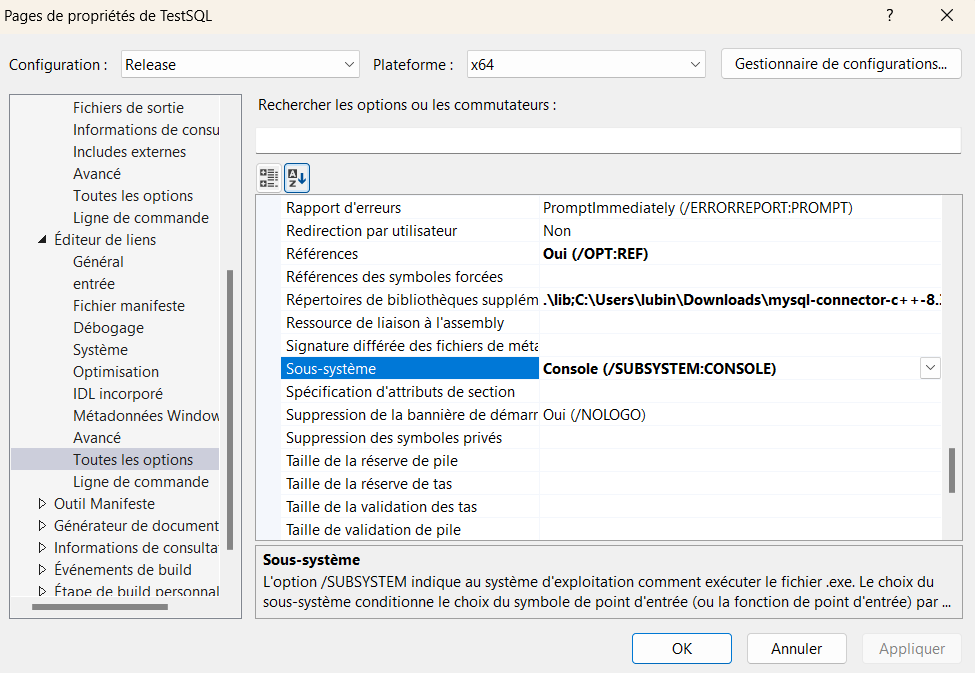 Pages de propriétés de TestSQL
?
Configuration : Release Plateforme : x64 Gestionnaire de configurations...
Fichiers de sortie
Informations de consu
Includes externes
Avancé
Toutes les options
Ligne de commande
Éditeur de liens
Général
entrée
Fichier manifeste
Débogage
Système
Optimisation
IDL incorporé
Métadonnées Window
Avancé
Toutes les options
Ligne de commande
Outil Manifeste
Générateur de document
Informations de consulta
Événements de build
Étape de build personnal
Rechercher les options ou les commutateurs :
Rapport d'erreurs PromptImmediately (/ERRORREPORT:PROMPT)
Redirection par utilisateur Non
Références Oui (/OPT:REF)
Références des symboles forcées
Répertoires de bibliothèques supplém .\lib;C:\Users\lubin\Downloads\mysql-connector-c++-8.
Ressource de liaison à l'assembly
Signature différée des fichiers de méta
Sous-système Console (/SUBSYSTEM:CONSOLE)
Spécification d'attributs de section
Suppression de la bannière de démarr Oui (/NOLOGO)
Suppression des symboles privés
Taille de la réserve de pile
Taille de la réserve de tas
Taille de la validation des tas
Taille de validation de pile
Sous-système
L'option /SUBSYSTEM indique au système d'exploitation comment exécuter le fichier .exe. Le choix du
sous-système conditionne le choix du symbole de point d'entrée (ou la fonction de point d'entrée) par ...
OK Annuler Appliquer